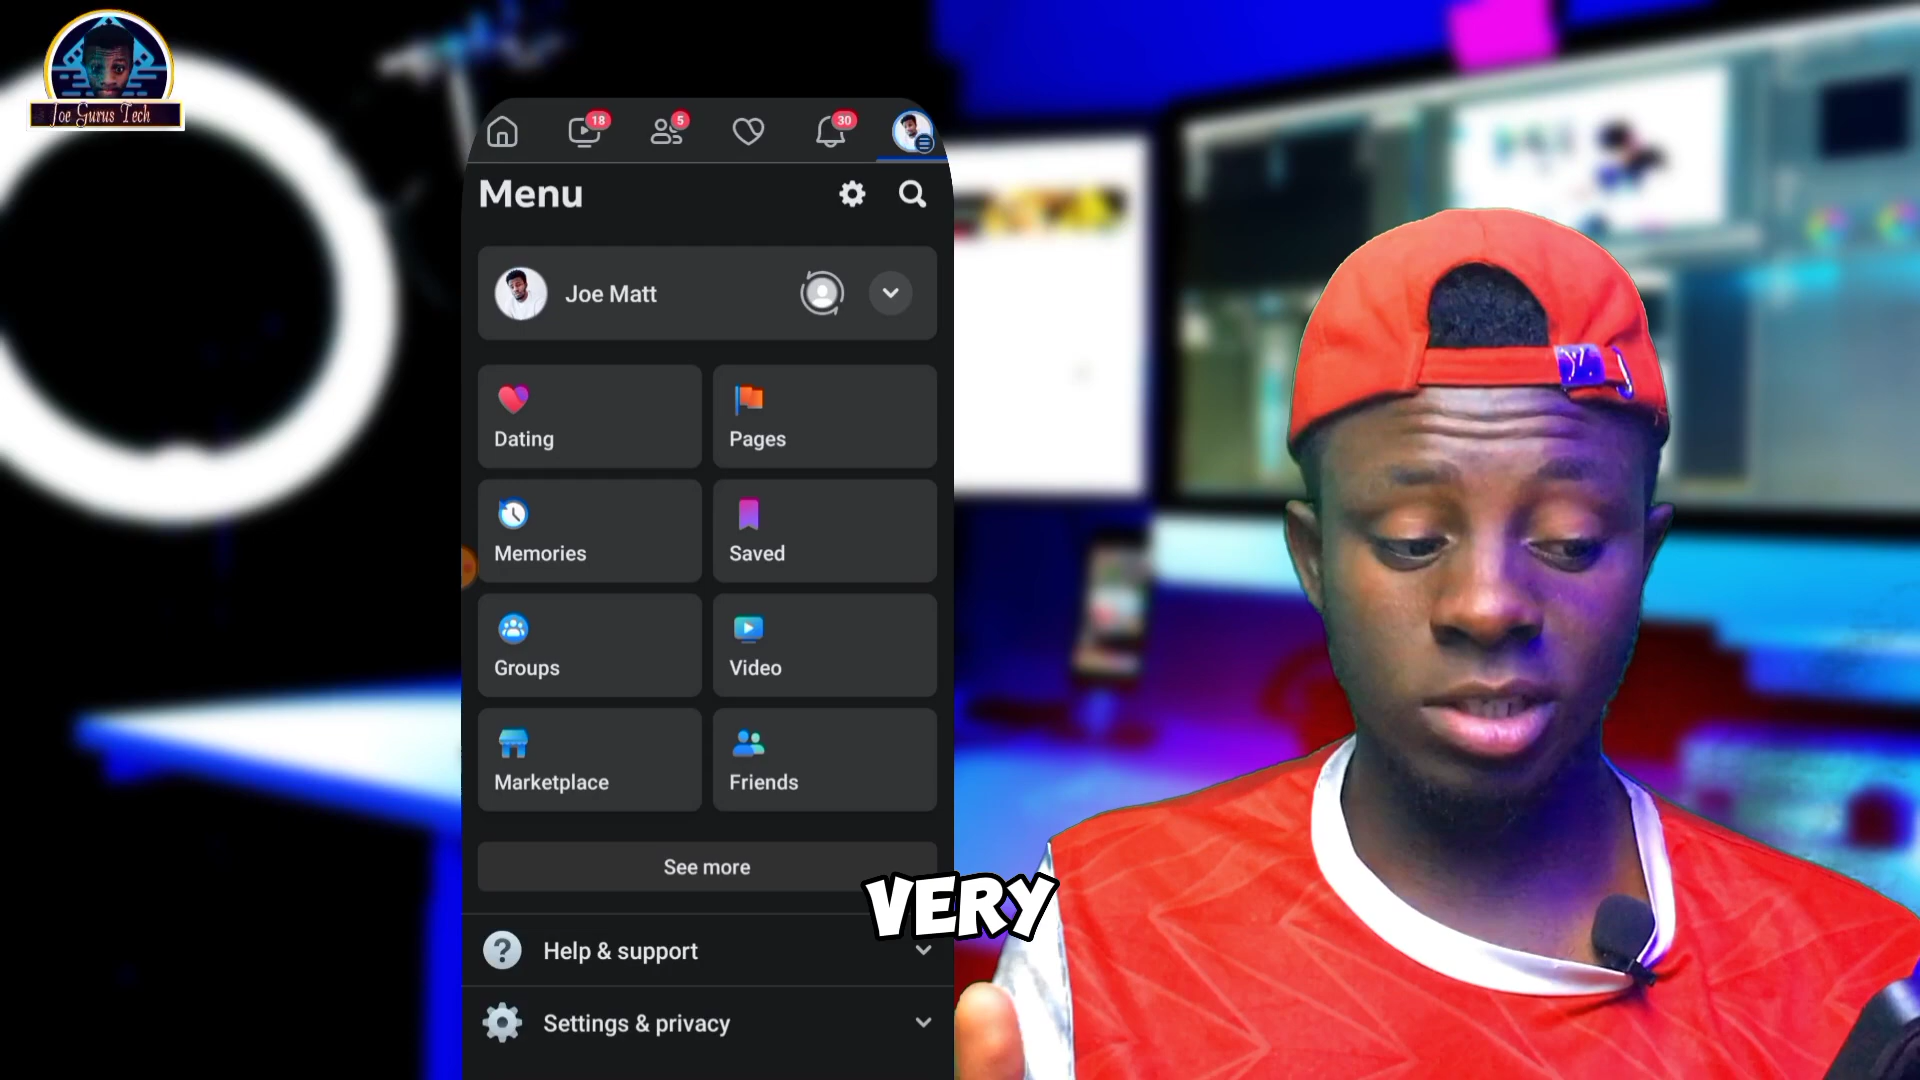 Joe Gurus Tech
18
5
30
Menu
Joe Matt
Dating
Pages
Memories
Saved
Groups
Video
Marketplace
Friends
See more
VERY
Help & support
Settings & privacy